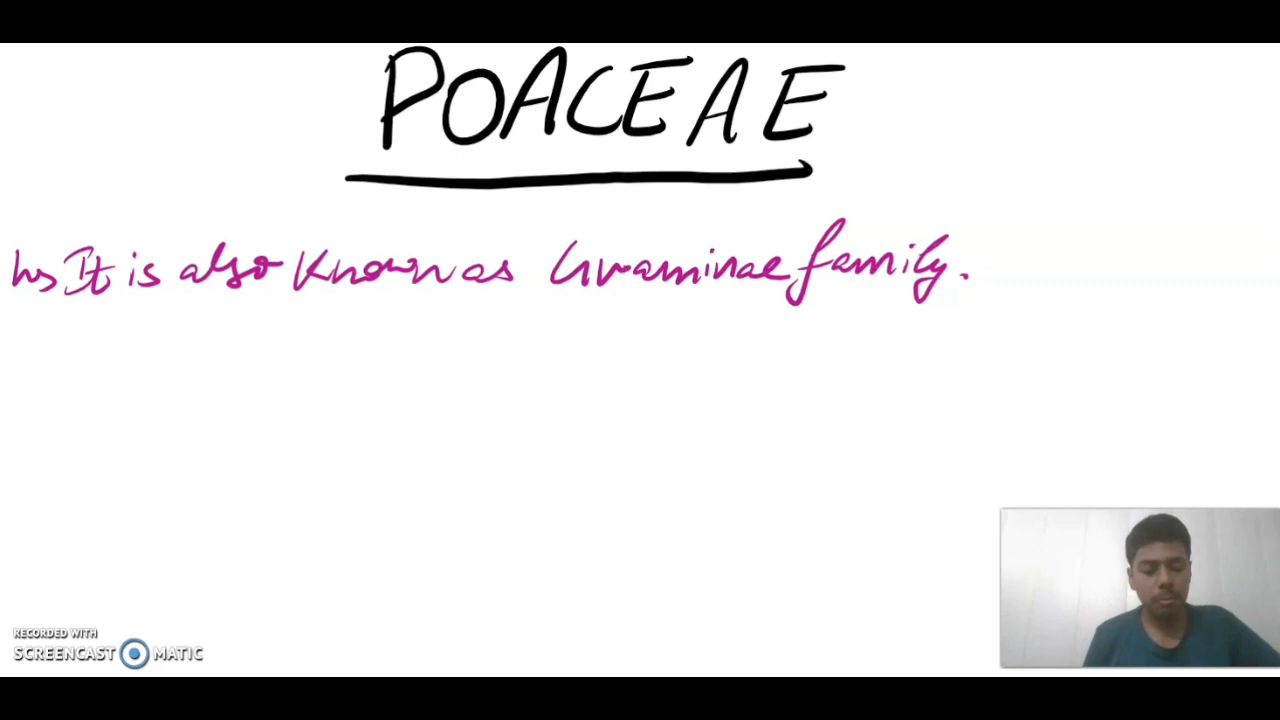 POACEAE
↳ It is also known as Graminae family.
RECORDED WITH
SCREENCAST MATIC